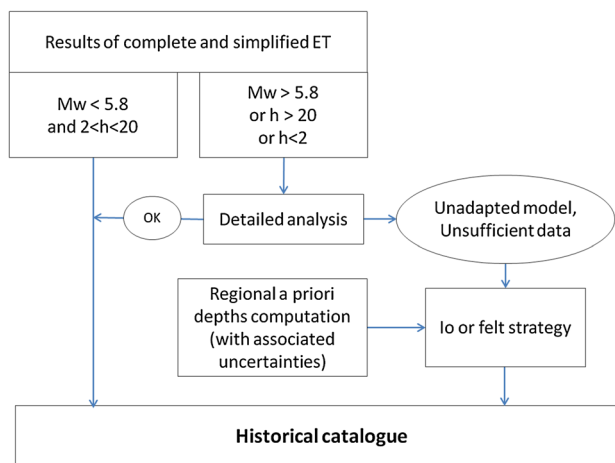 Results of complete and simplified ET
Mw < 5.8
and 2<h<20
Mw > 5.8
or h > 20
or h<2
OK
Detailed analysis
Unadapted model,
Unsufficient data
Regional a priori
depths computation
(with associated
uncertainties)
Io or felt strategy
Historical catalogue